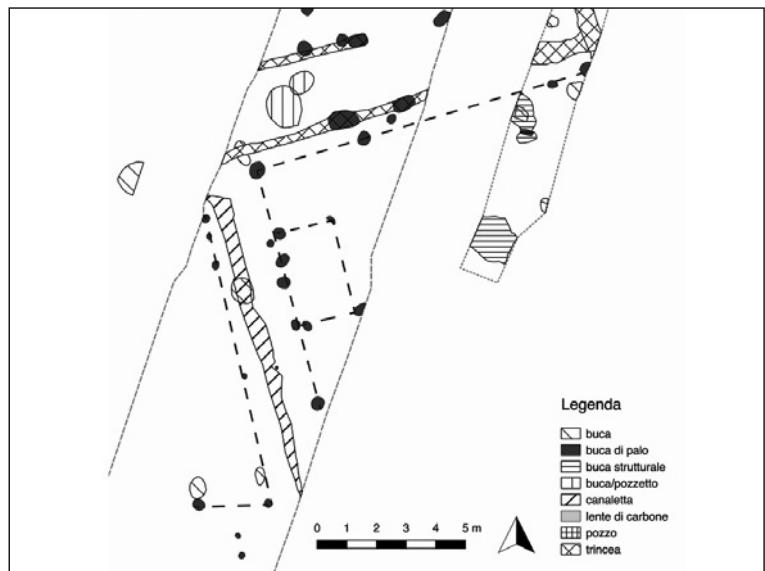 Legenda
buca
buca di palo
buca strutturale
buca/pozzetto
canaletta
lente di carbone
pozzo
trincea
0 1 2 3 4 5 m